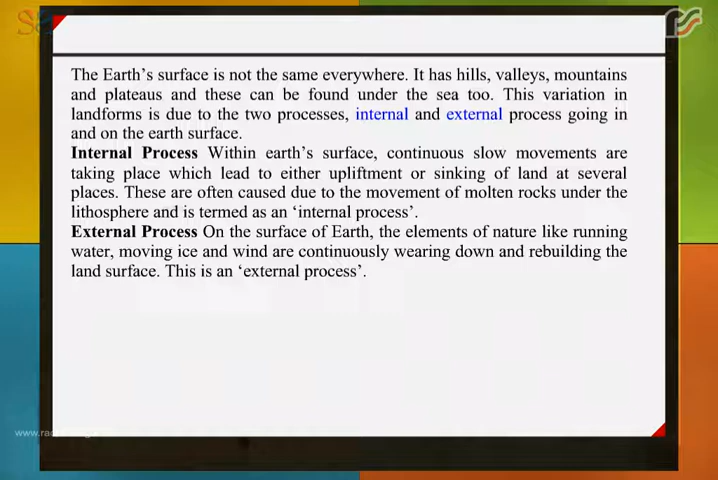 The Earth's surface is not the same everywhere. It has hills, valleys, mountains
and plateaus and these can be found under the sea too. This variation in
landforms is due to the two processes, internal and external process going in
and on the earth surface.
Internal Process Within earth's surface, continuous slow movements are
taking place which lead to either upliftment or sinking of land at several
places. These are often caused due to the movement of molten rocks under the
lithosphere and is termed as an 'internal process'.
External Process On the surface of Earth, the elements of nature like running
water, moving ice and wind are continuously wearing down and rebuilding the
land surface. This is an 'external process'.